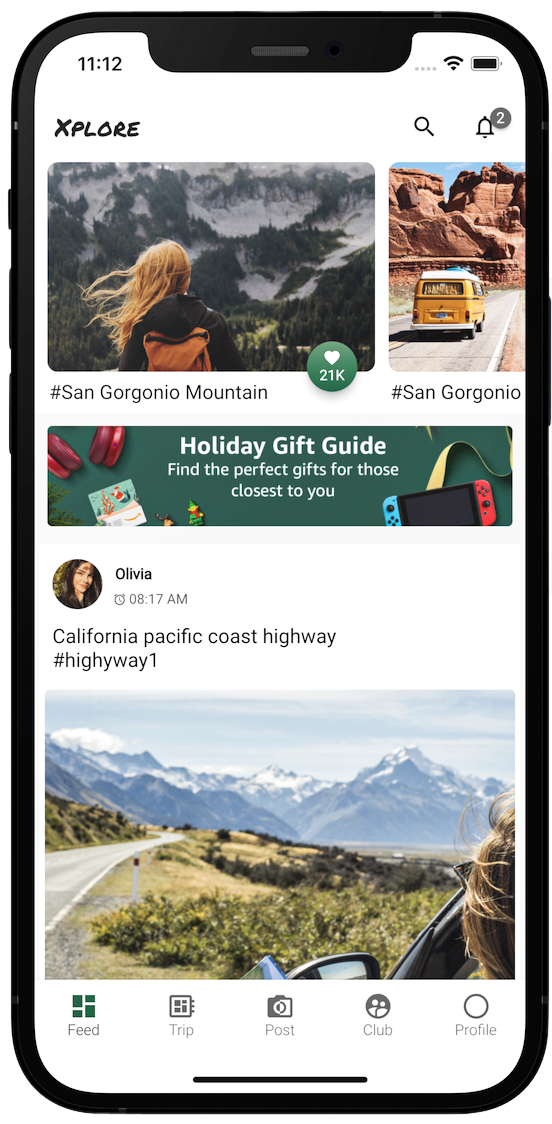 11:12
Xplore
2
21K
#San Gorgonio Mountain
#San Gorgonio
Holiday Gift Guide
Find the perfect gifts for those
closest to you
Olivia
08:17 AM
California pacific coast highway
#highyway1
Feed
Trip
Post
Club
Profile